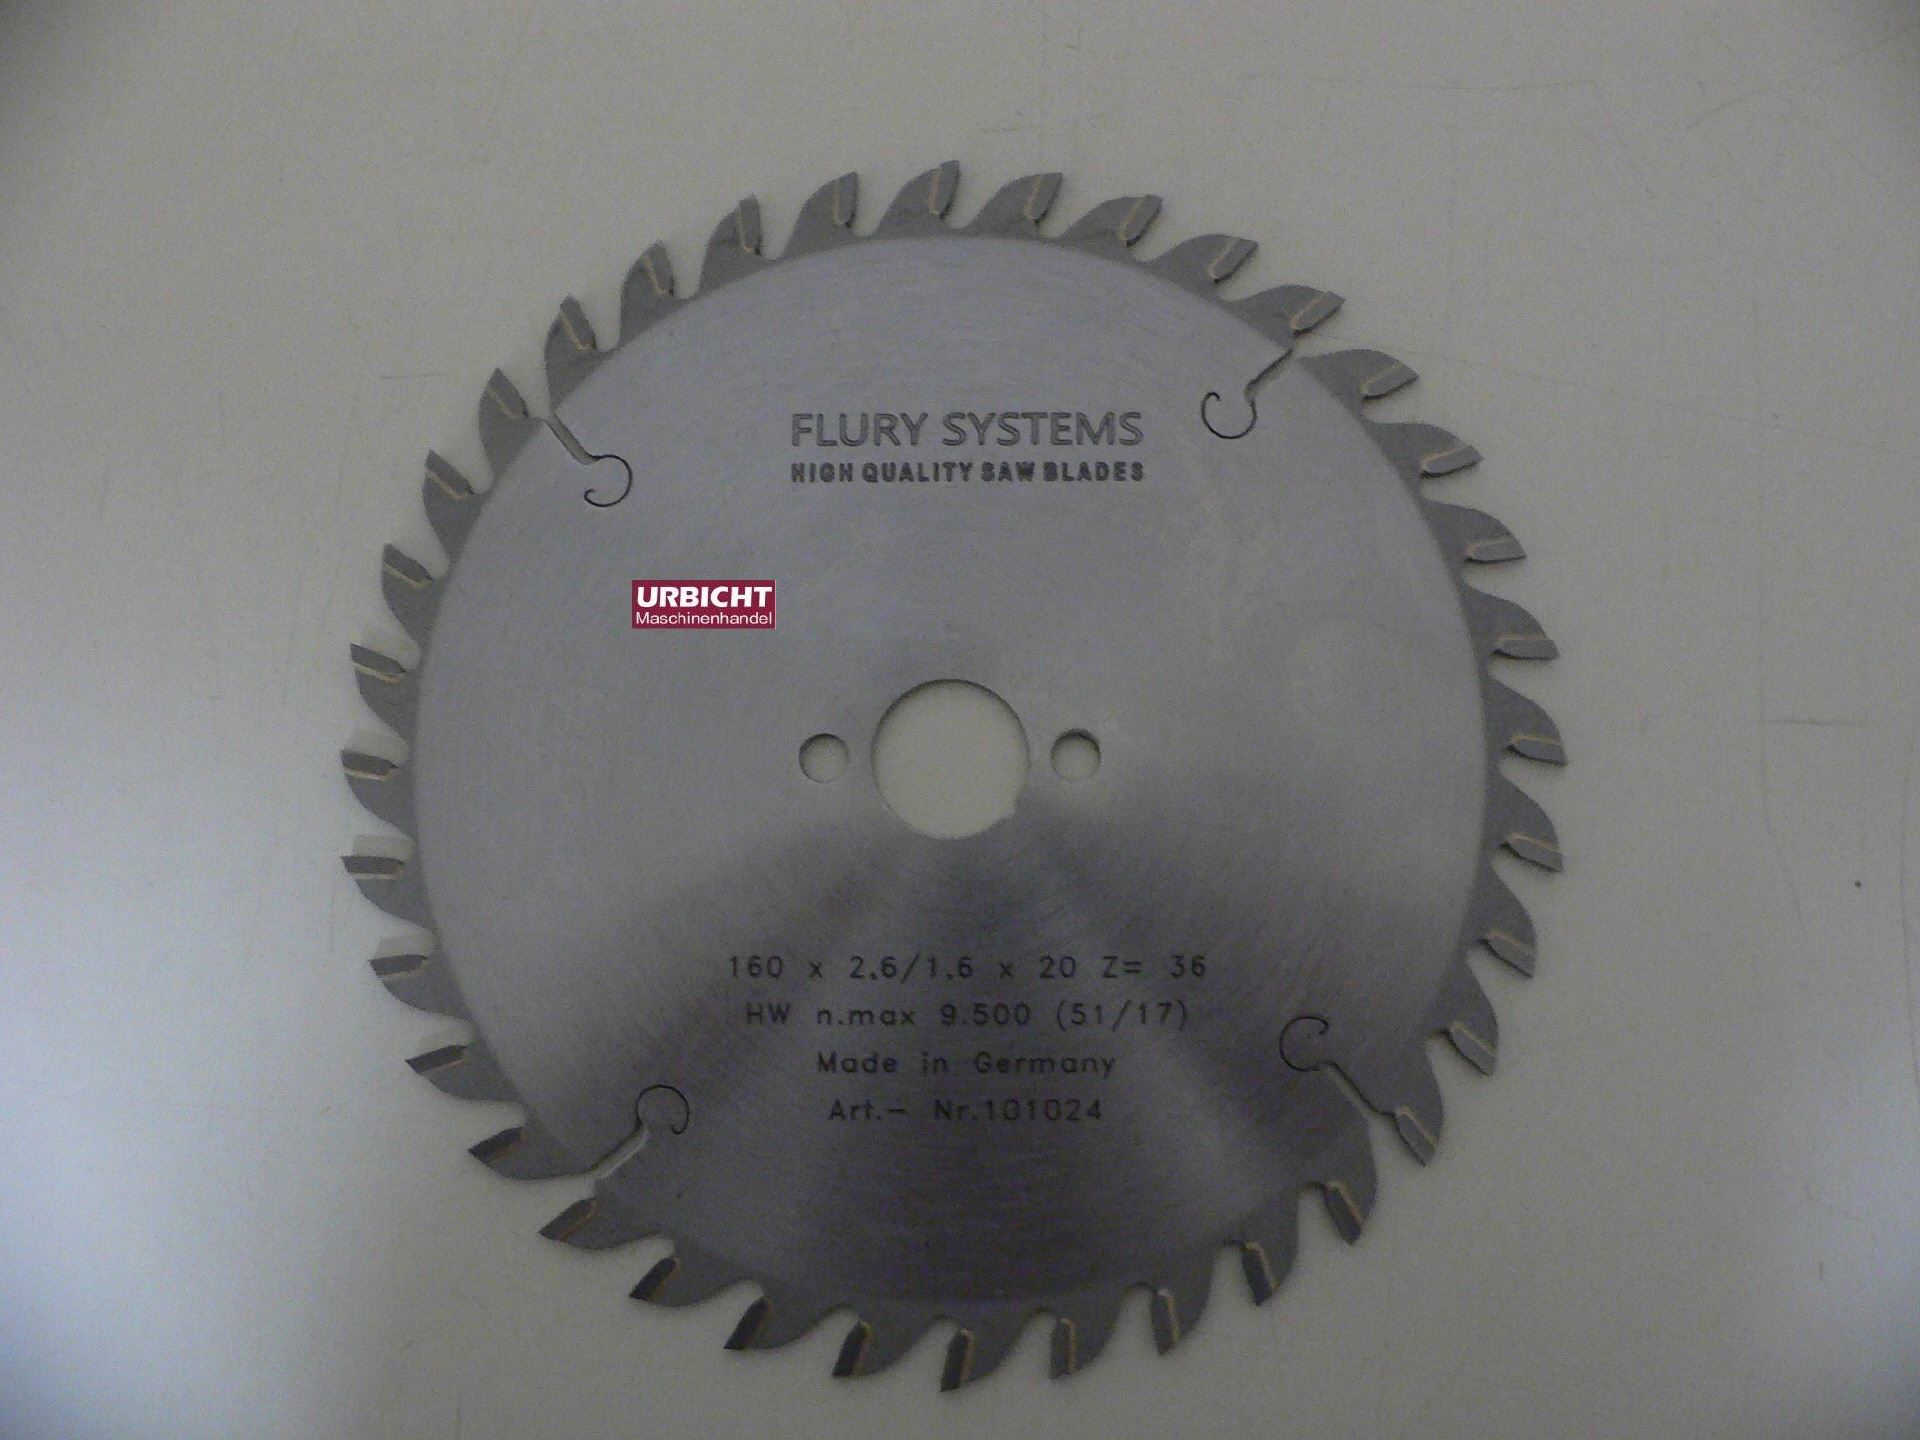 FLURY SYSTEMS
HIGH QUALITY SAW BLADES
URBICHT
Maschinenhandel
160 x 2.6/1.6 x 20 Z= 36
HW n.max 9.500 (51/17)
Made in Germany
Art.- Nr.101024